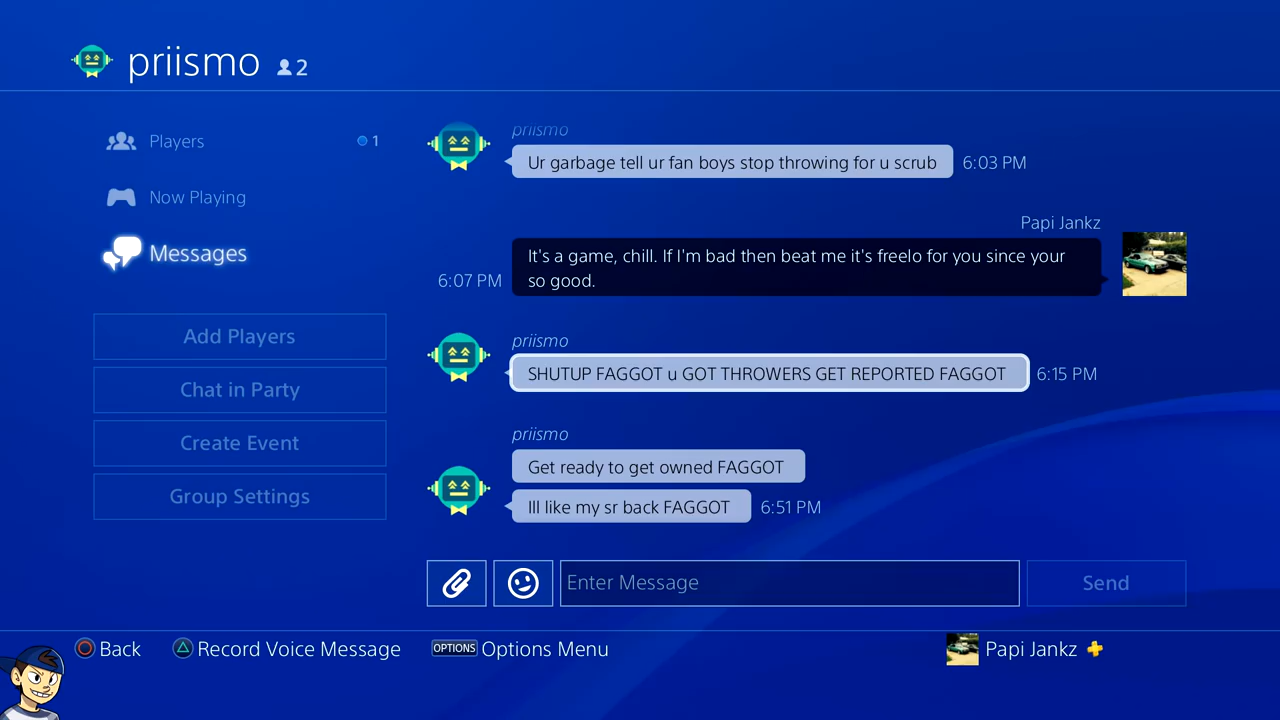 priismo 2
Players 1
Now Playing
Messages
Add Players
Chat in Party
Create Event
Group Settings
priismo
Ur garbage tell ur fan boys stop throwing for u scrub 6:03 PM
Papi Jankz
It's a game, chill. If I'm bad then beat me it's freelo for you since your
so good.
6:07 PM
priismo
SHUTUP FAGGOT u GOT THROWERS GET REPORTED FAGGOT 6:15 PM
priismo
Get ready to get owned FAGGOT
Ill like my sr back FAGGOT 6:51 PM
Enter Message
Send
Back
Record Voice Message
OPTIONS Options Menu
Papi Jankz